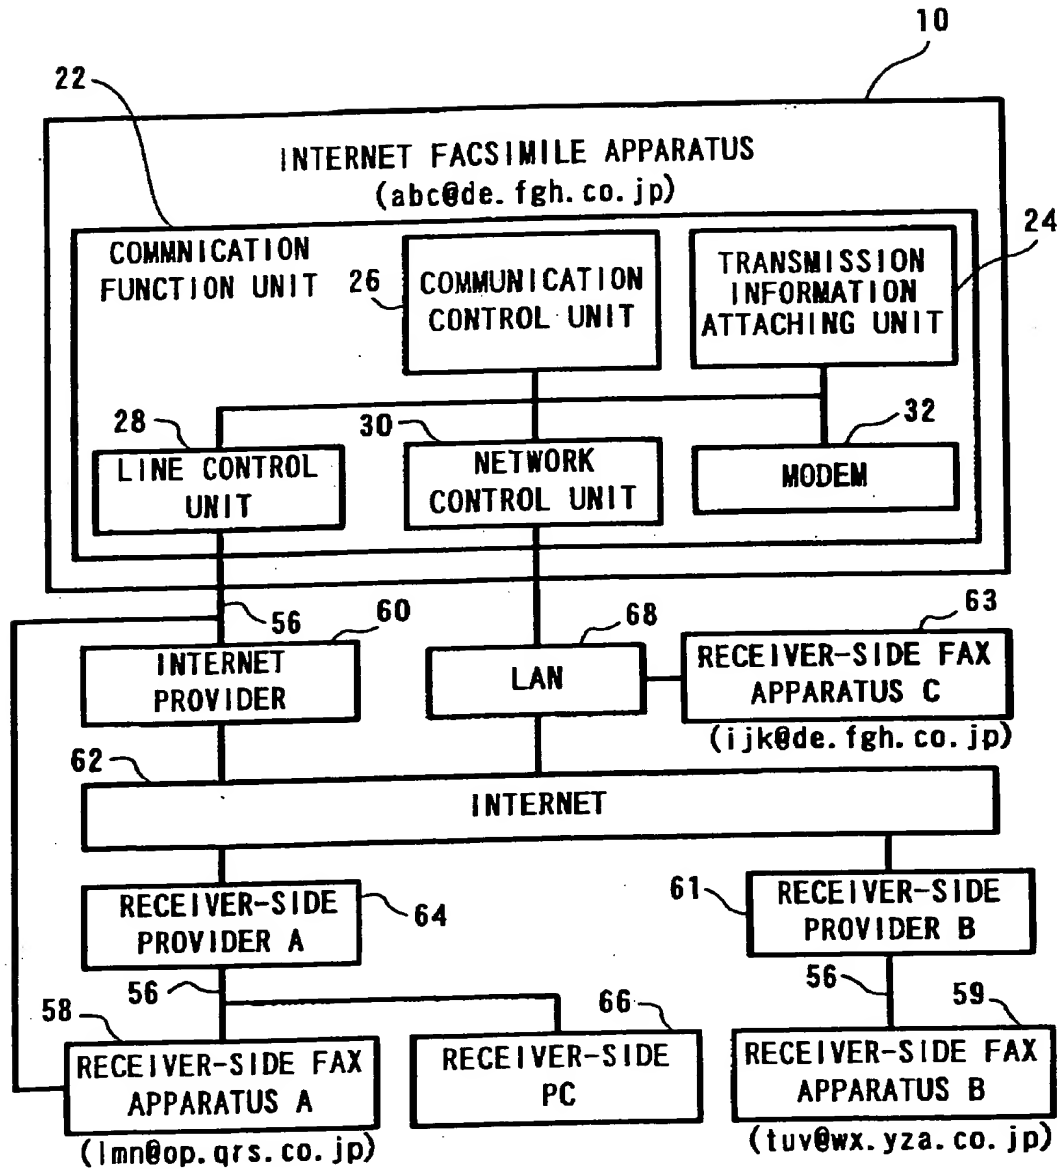 10
22
INTERNET FACSIMILE APPARATUS
(abc@de.fgh.co.jp)
COMMNICATION
FUNCTION UNIT
26
COMMUNICATION
CONTROL UNIT
24
TRANSMISSION
INFORMATION
ATTACHING UNIT
28
LINE CONTROL
UNIT
30
NETWORK
CONTROL UNIT
32
MODEM
56
60
INTERNET
PROVIDER
68
LAN
63
RECEIVER-SIDE FAX
APPARATUS C
(ijk@de.fgh.co.jp)
62
INTERNET
RECEIVER-SIDE
PROVIDER A
64
61
RECEIVER-SIDE
PROVIDER B
56
56
58
RECEIVER-SIDE FAX
APPARATUS A
(lmn@op.qrs.co.jp)
66
RECEIVER-SIDE
PC
59
RECEIVER-SIDE FAX
APPARATUS B
(tuv@wx.yza.co.jp)